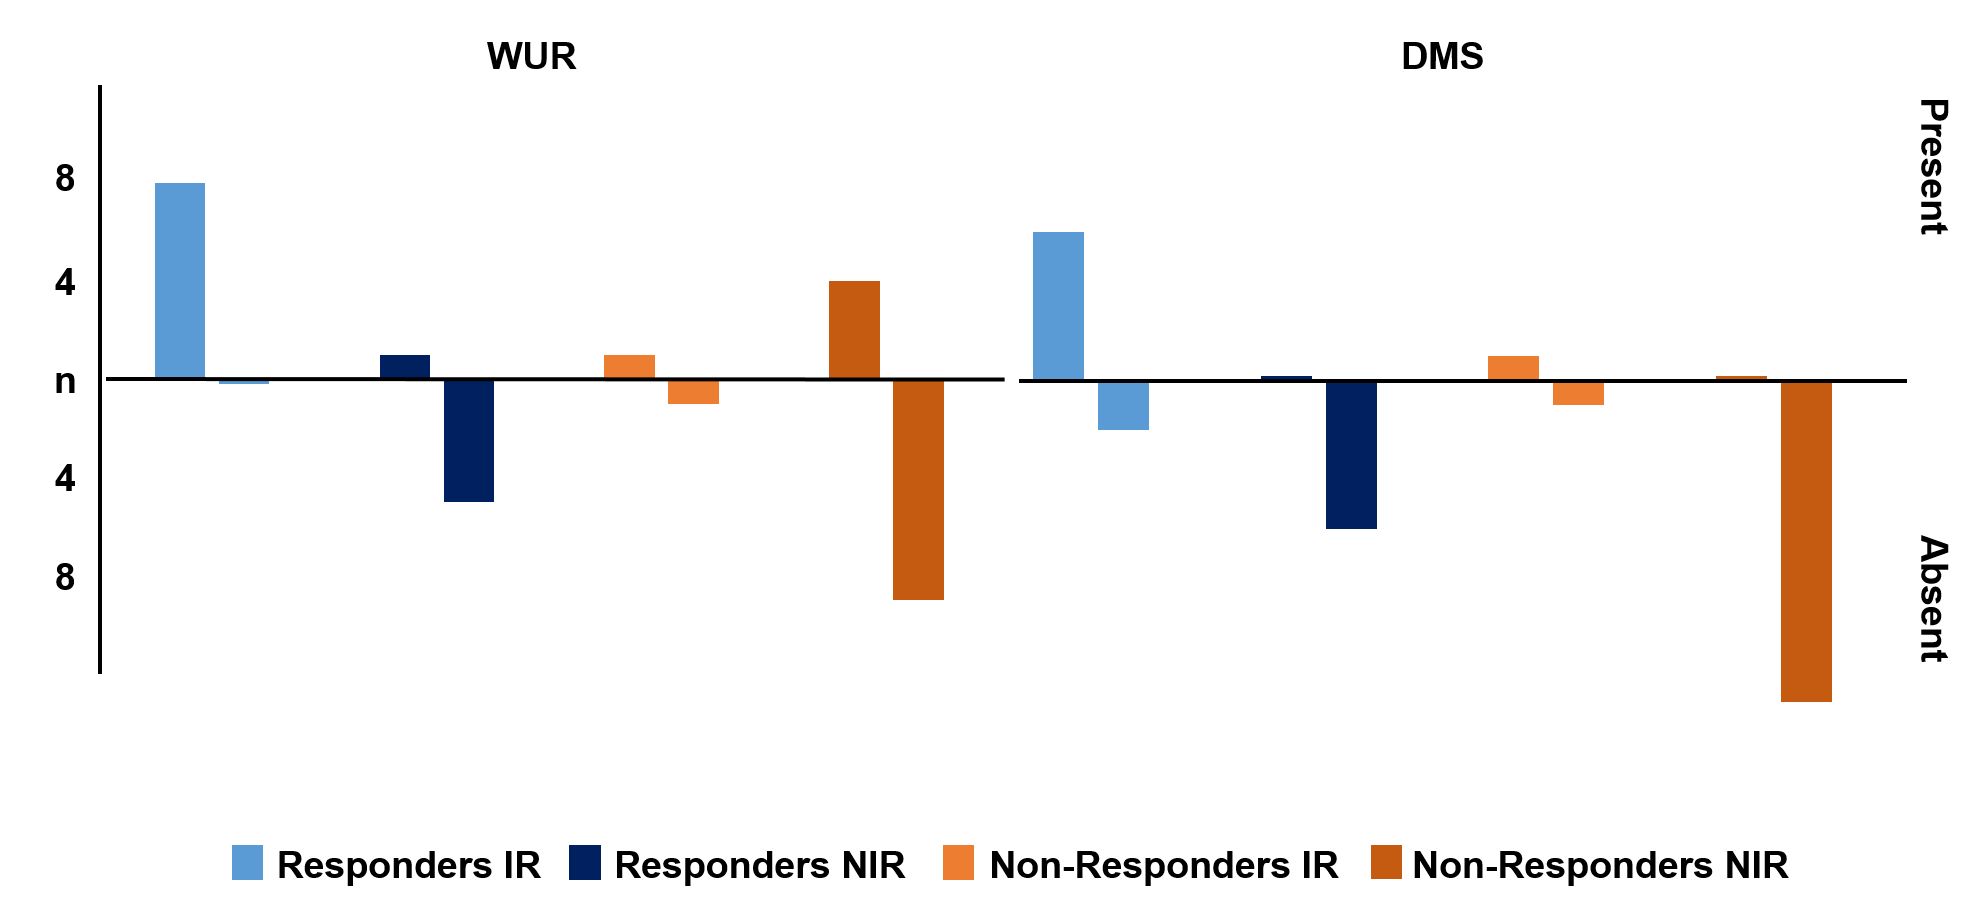 WUR
DMS
8
4
n
4
8
Present
Absent
Responders IR
Responders NIR
Non-Responders IR
Non-Responders NIR